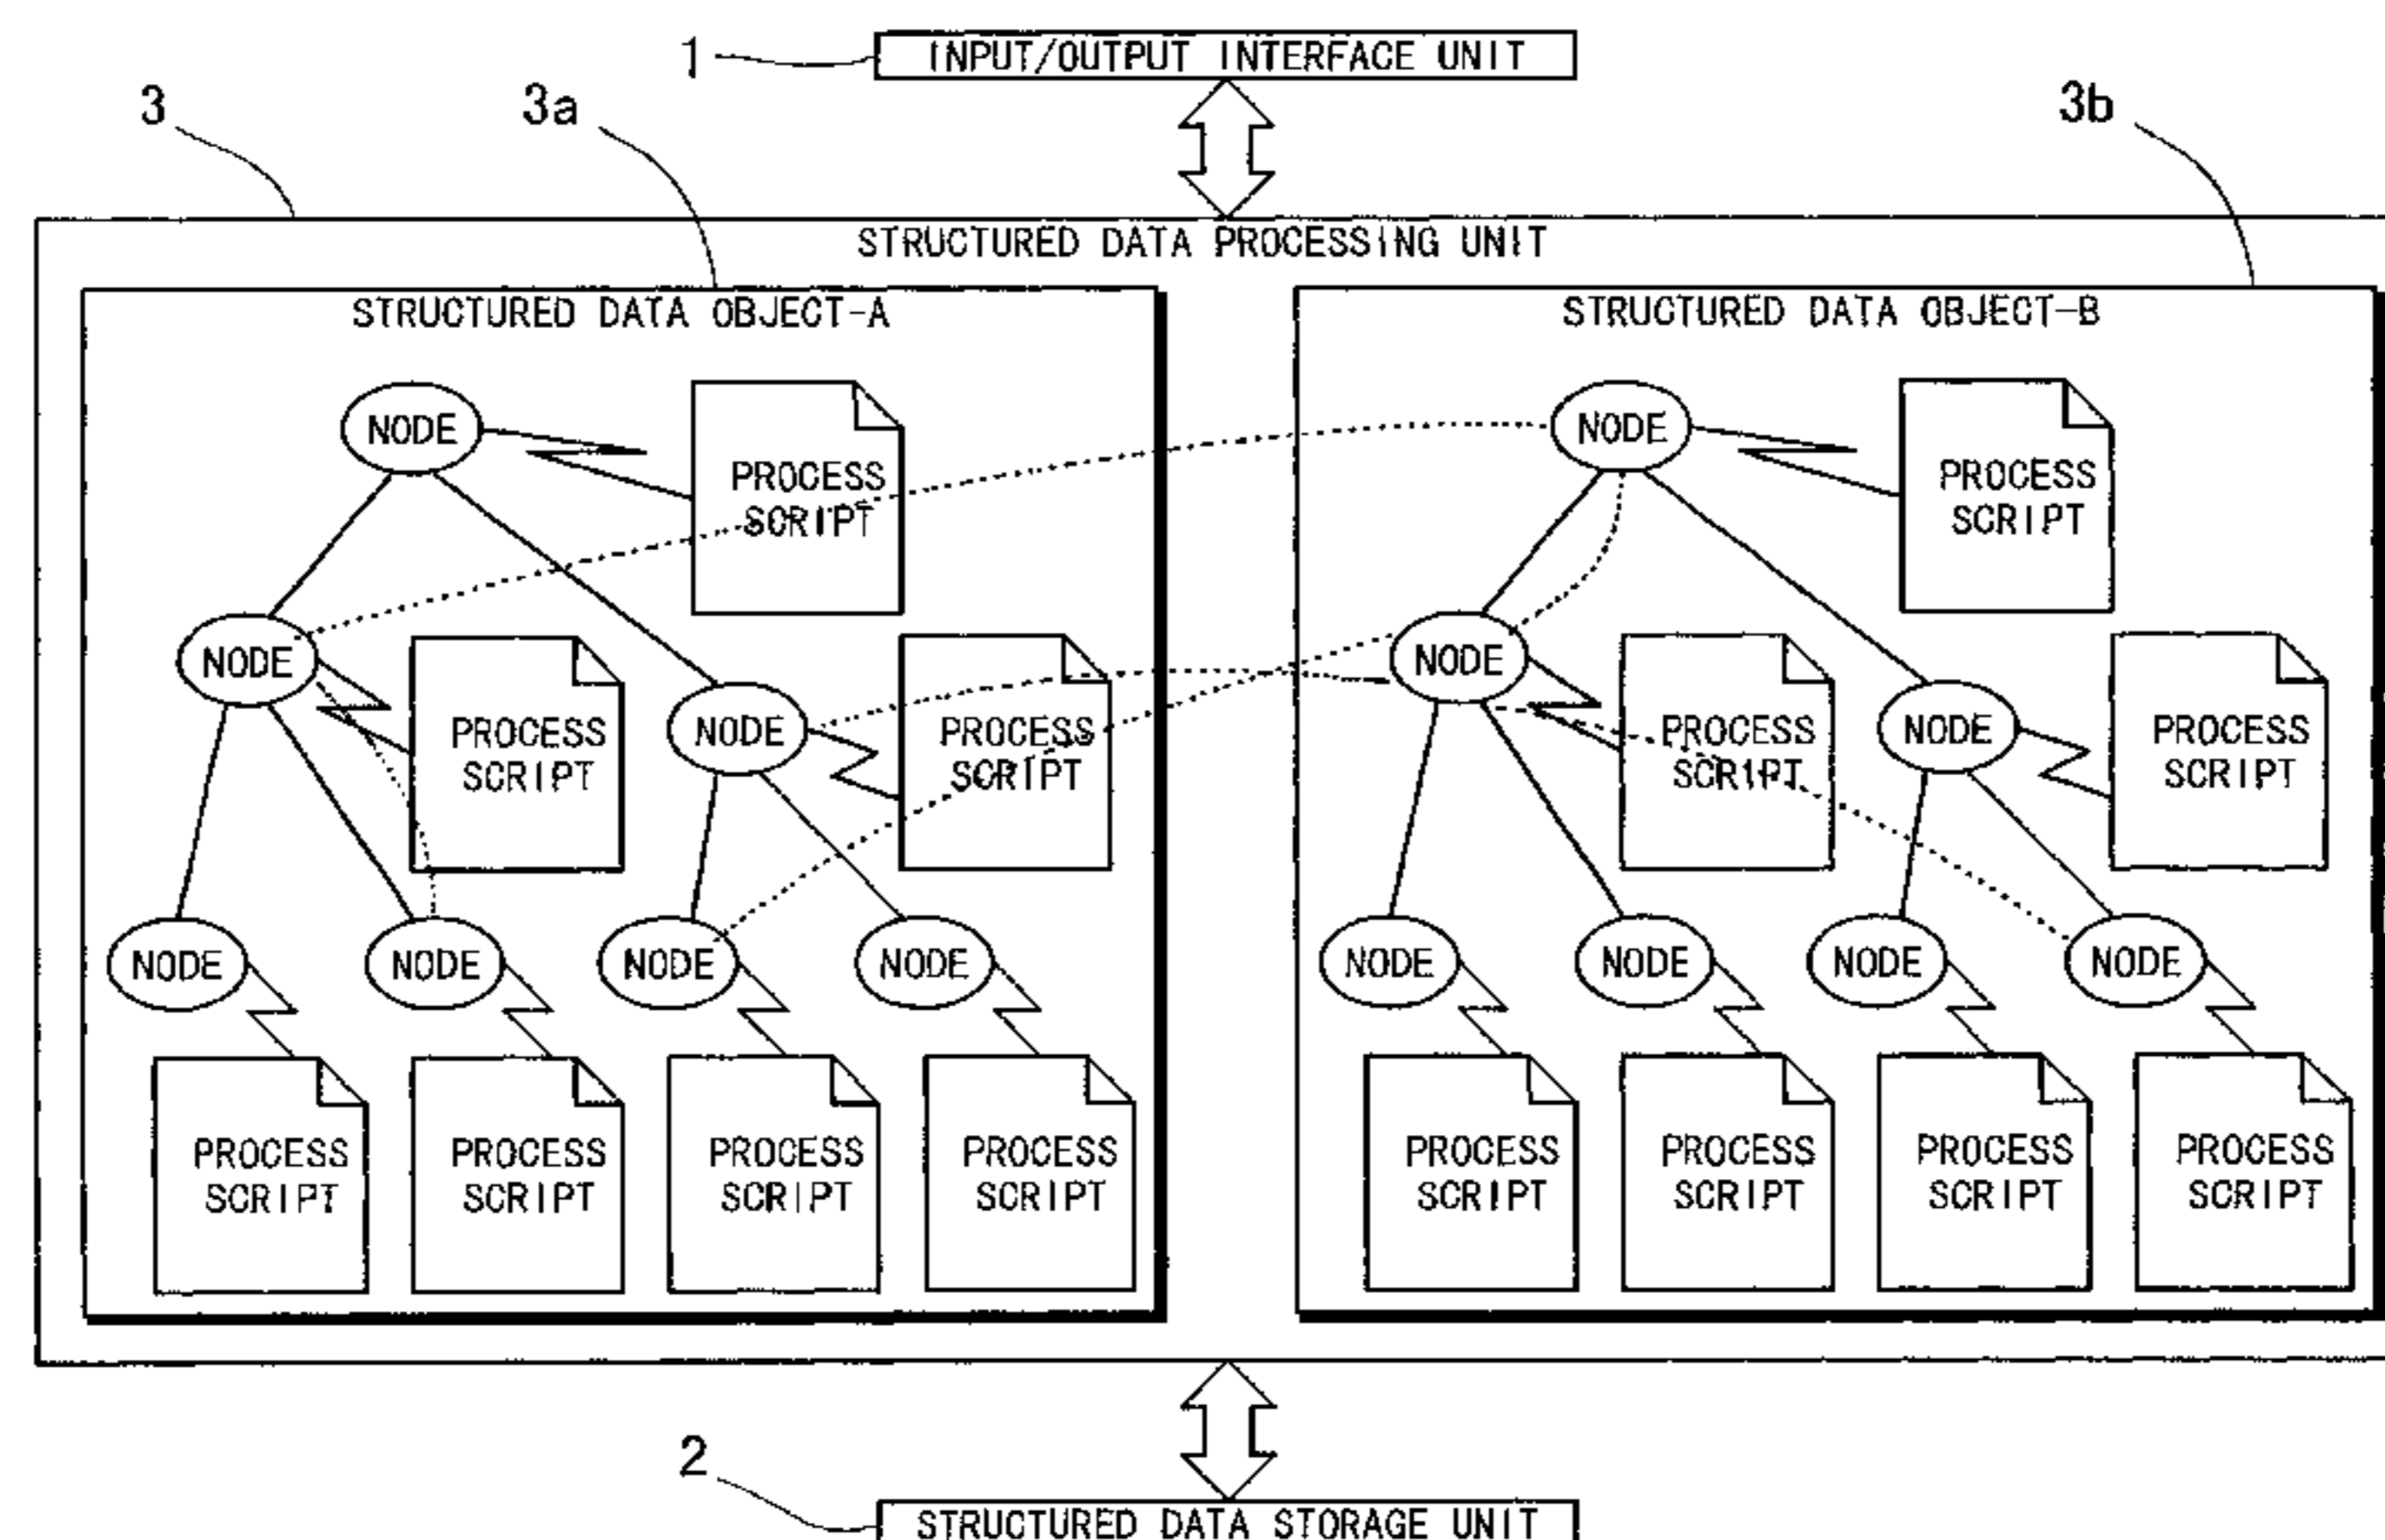 1
INPUT/OUTPUT INTERFACE UNIT
3
3a
3b
STRUCTURED DATA PROCESSING UNIT
STRUCTURED DATA OBJECT-A
STRUCTURED DATA OBJECT-B
NODE
PROCESS
SCRIPT
NODE
PROCESS
SCRIPT
NODE
PROCESS
SCRIPT
NODE
PROCESS
SCRIPT
NODE
PROCESS
SCRIPT
NODE
PROCESS
SCRIPT
NODE
NODE
NODE
NODE
NODE
NODE
NODE
NODE
PROCESS
SCRIPT
PROCESS
SCRIPT
PROCESS
SCRIPT
PROCESS
SCRIPT
PROCESS
SCRIPT
PROCESS
SCRIPT
PROCESS
SCRIPT
PROCESS
SCRIPT
2
STRUCTURED DATA STORAGE UNIT